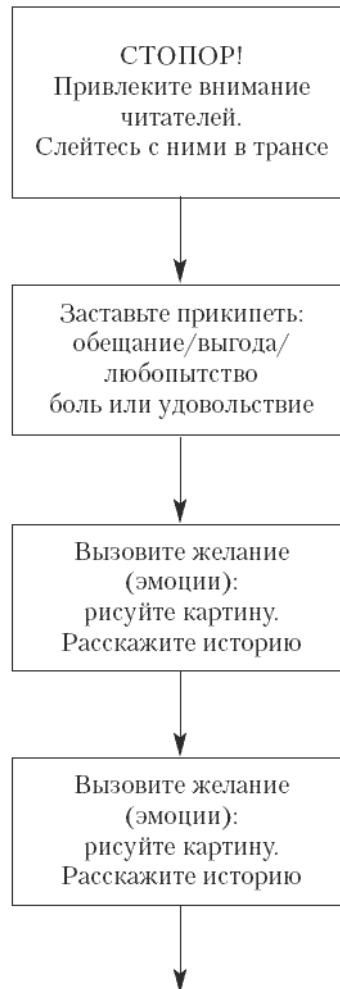 СТОПОР!
Привлеките внимание
читателей.
Слейтесь с ними в трансе
Заставьте прикипеть:
обещание/выгода/
любопытство
боль или удовольствие
Вызовите желание
(эмоции):
рисуйте картину.
Расскажите историю
Вызовите желание
(эмоции):
рисуйте картину.
Расскажите историю